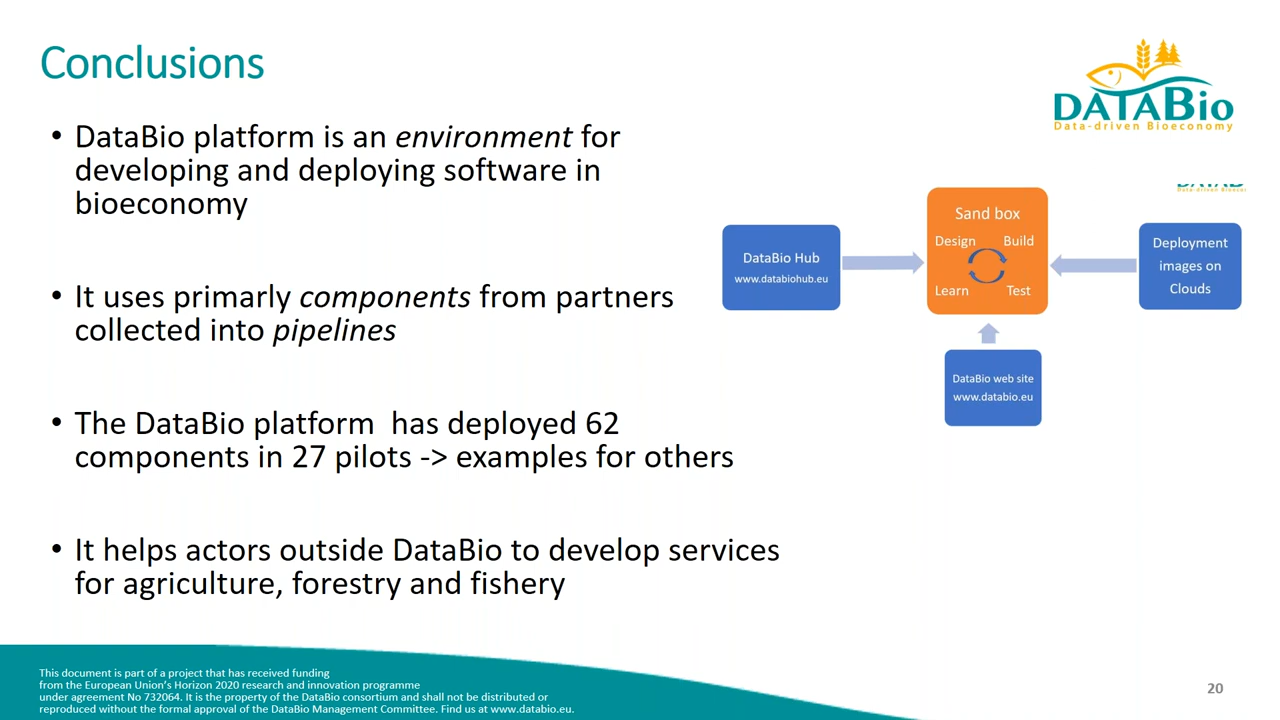 Conclusions
DATABio
Data-driven Bioeconomy
• DataBio platform is an environment for
developing and deploying software in
bioeconomy
• It uses primarly components from partners
collected into pipelines
• The DataBio platform has deployed 62
components in 27 pilots -> examples for others
• It helps actors outside DataBio to develop services
for agriculture, forestry and fishery
DataBio Hub
www.databiohub.eu
Sand box
Design Build
Learn Test
Deployment
images on
Clouds
DataBio web site
www.databio.eu
This document is part of a project that has received funding
from the European Union's Horizon 2020 research and innovation programme
under agreement No 732064. It is the property of the DataBio consortium and shall not be distributed or
reproduced without the formal approval of the DataBio Management Committee. Find us at www.databio.eu.
20